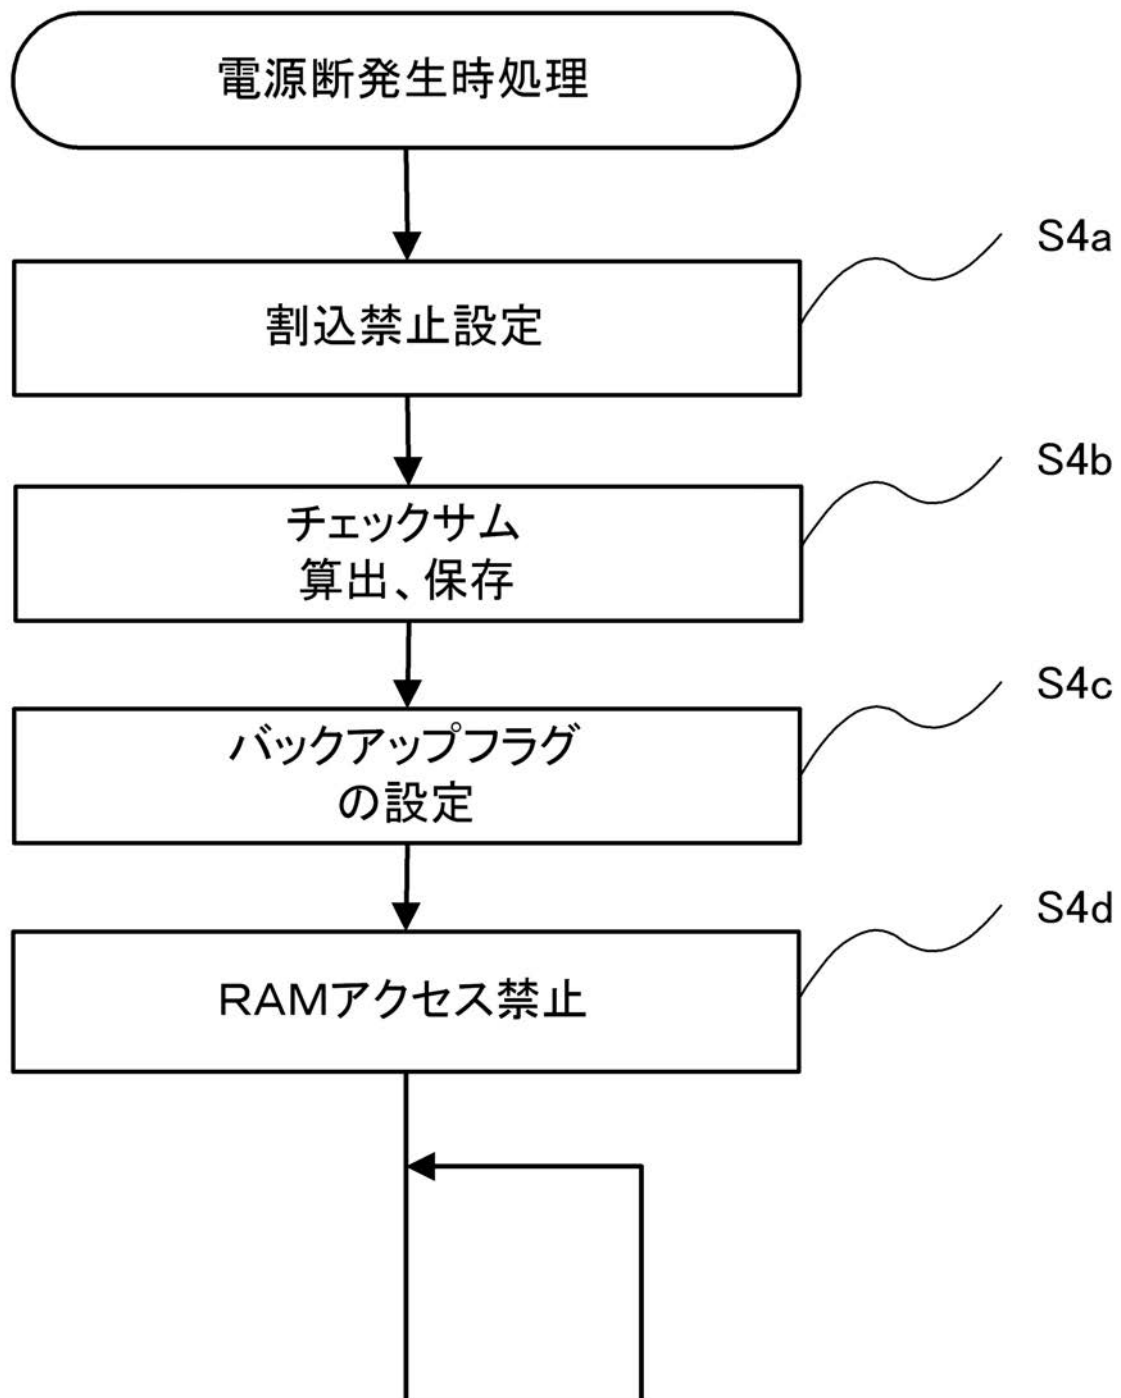 電源断発生時処理
S4a
割込禁止設定
S4b
チェックサム
算出、保存
S4c
バックアップフラグ
の設定
S4d
RAMアクセス禁止